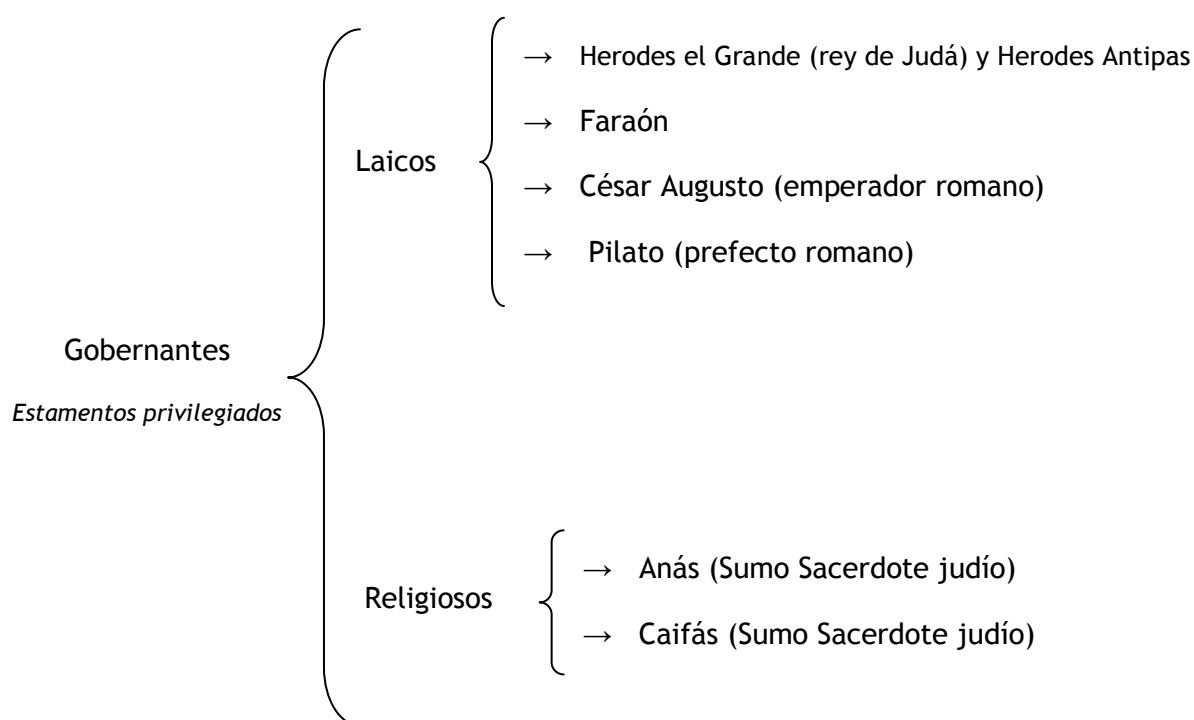 → Herodes el Grande (rey de Judá) y Herodes Antipas
→ Faraón
Laicos
→ César Augusto (emperador romano)
→ Pilato (prefecto romano)
Gobernantes
Estamentos privilegiados
→ Anás (Sumo Sacerdote judío)
Religiosos
→ Caifás (Sumo Sacerdote judío)